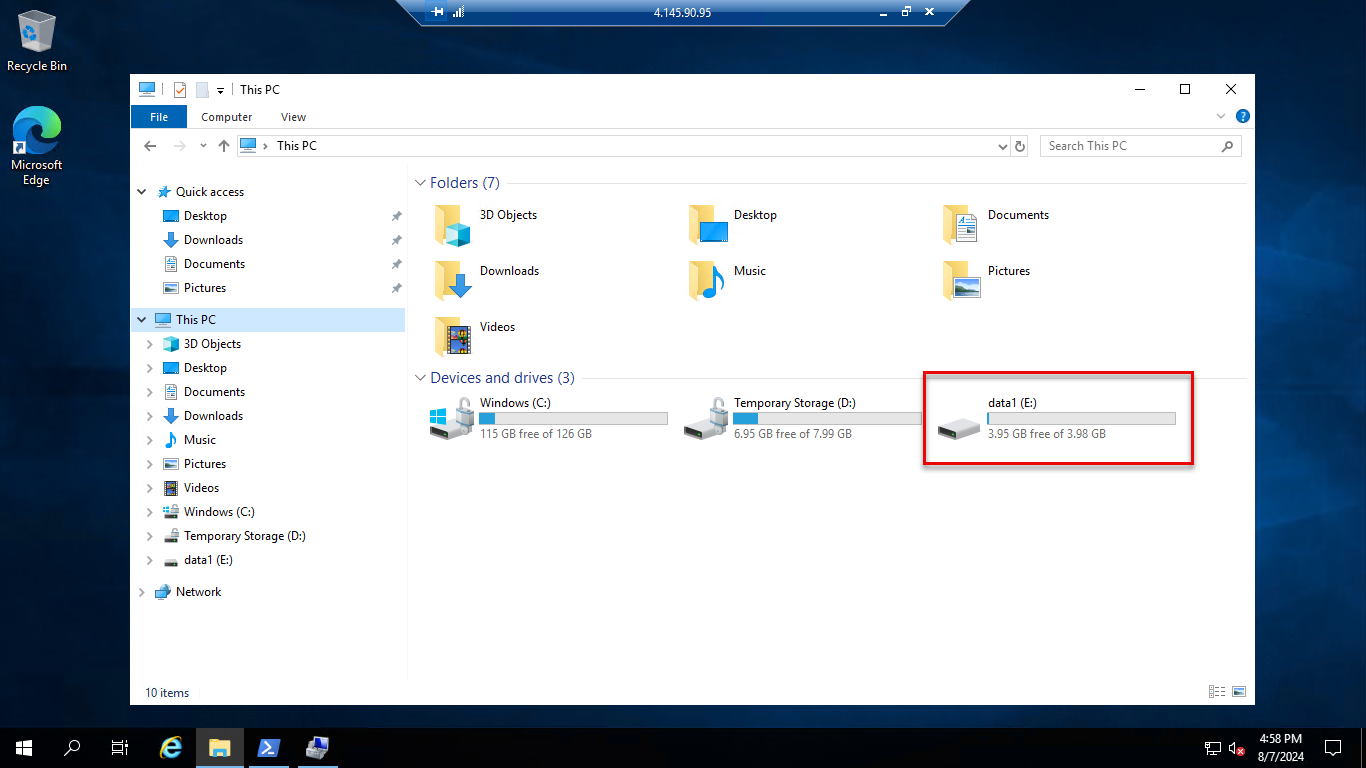 4.145.90.95
Recycle Bin
Microsoft
Edge
This PC
File Computer View
This PC
Search This PC
Quick access
Desktop
Downloads
Documents
Pictures
This PC
3D Objects
Desktop
Documents
Downloads
Music
Pictures
Videos
Windows (C:)
Temporary Storage (D:)
data1 (E:)
Network
Folders (7)
3D Objects
Desktop
Documents
Downloads
Music
Pictures
Videos
Devices and drives (3)
Windows (C:)
115 GB free of 126 GB
Temporary Storage (D:)
6.95 GB free of 7.99 GB
data1 (E:)
3.95 GB free of 3.98 GB
10 items
4:58 PM
8/7/2024